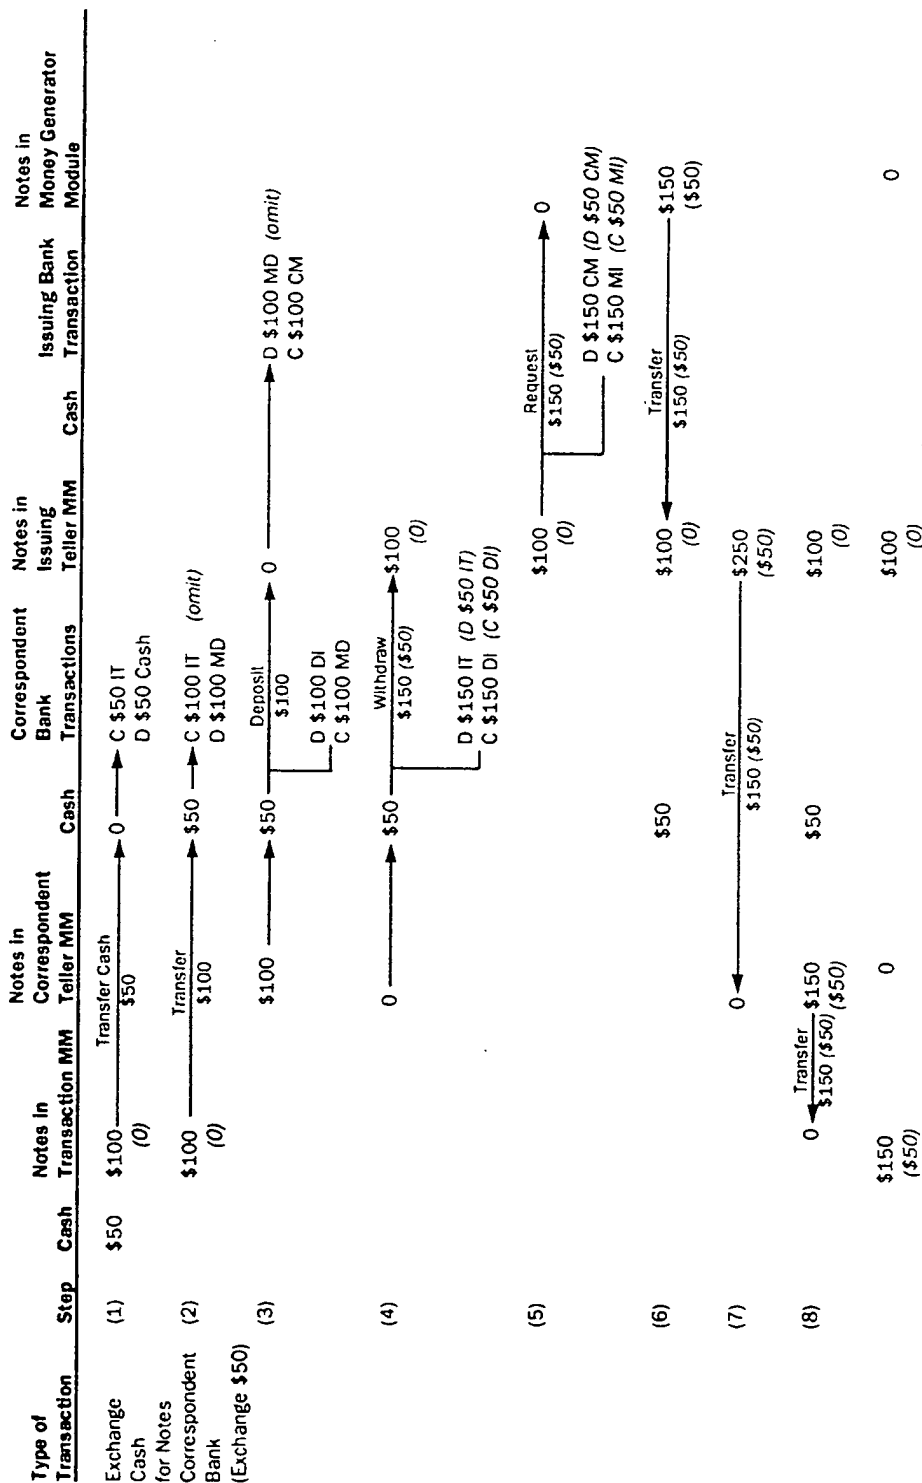 Type of Transaction
Step
Cash
Notes in Transaction MM
Notes in Correspondent Teller MM
Cash
Correspondent Bank Transactions
Notes in Issuing Teller MM
Cash
Issuing Bank Transaction
Notes in Money Generator Module
Exchange
Cash
for Notes
Correspondent
Bank
(Exchange $50)
(1)
$50
$100
(0)
Transfer Cash
$50
0
C $50 IT
D $50 Cash
(2)
$100
(0)
Transfer
$100
$50
C $100 IT (omit)
D $100 MD
(3)
$100
$50
Deposit
$100
D $100 DI
C $100 MD
0
D $100 MD (omit)
C $100 CM
(4)
0
$50
Withdraw
$150 ($50)
D $150 IT (D $50 IT)
C $150 DI (C $50 DI)
$100
(0)
(5)
$100
(0)
Request
$150 ($50)
0
D $150 CM (D $50 CM)
C $150 MI (C $50 MI)
(6)
$50
$100
(0)
Transfer
$150 ($50)
$150
($50)
(7)
0
Transfer
$150 ($50)
$250
($50)
(8)
0
Transfer
$150 ($50)
$150
($50)
$50
$100
(0)
$150
($50)
0
$100
(0)
0